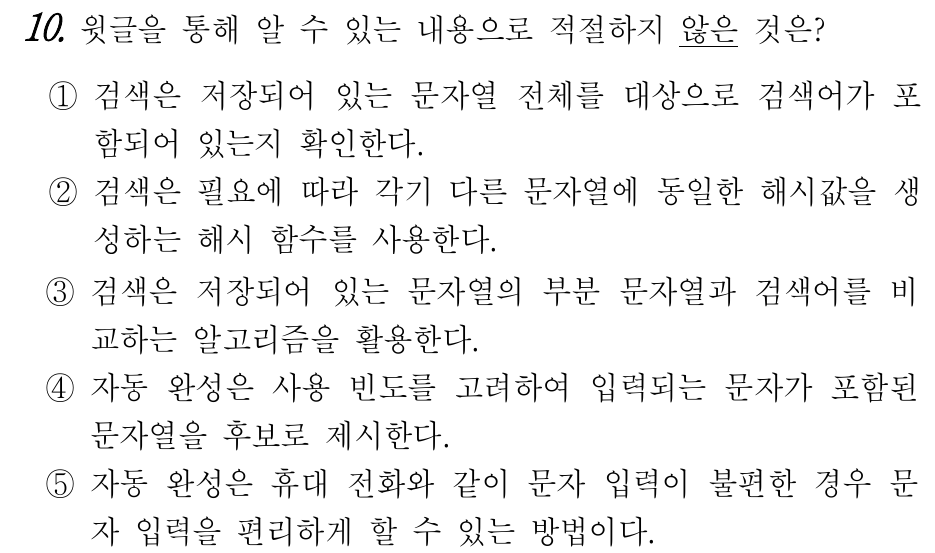 10. 윗글을 통해 알 수 있는 내용으로 적절하지 않은 것은?
① 검색은 저장되어 있는 문자열 전체를 대상으로 검색어가 포
함되어 있는지 확인한다.
② 검색은 필요에 따라 각기 다른 문자열에 동일한 해시값을 생
성하는 해시 함수를 사용한다.
③ 검색은 저장되어 있는 문자열의 부분 문자열과 검색어를 비
교하는 알고리즘을 활용한다.
④ 자동 완성은 사용 빈도를 고려하여 입력되는 문자가 포함된
문자열을 후보로 제시한다.
⑤ 자동 완성은 휴대 전화와 같이 문자 입력이 불편한 경우 문
자 입력을 편리하게 할 수 있는 방법이다.